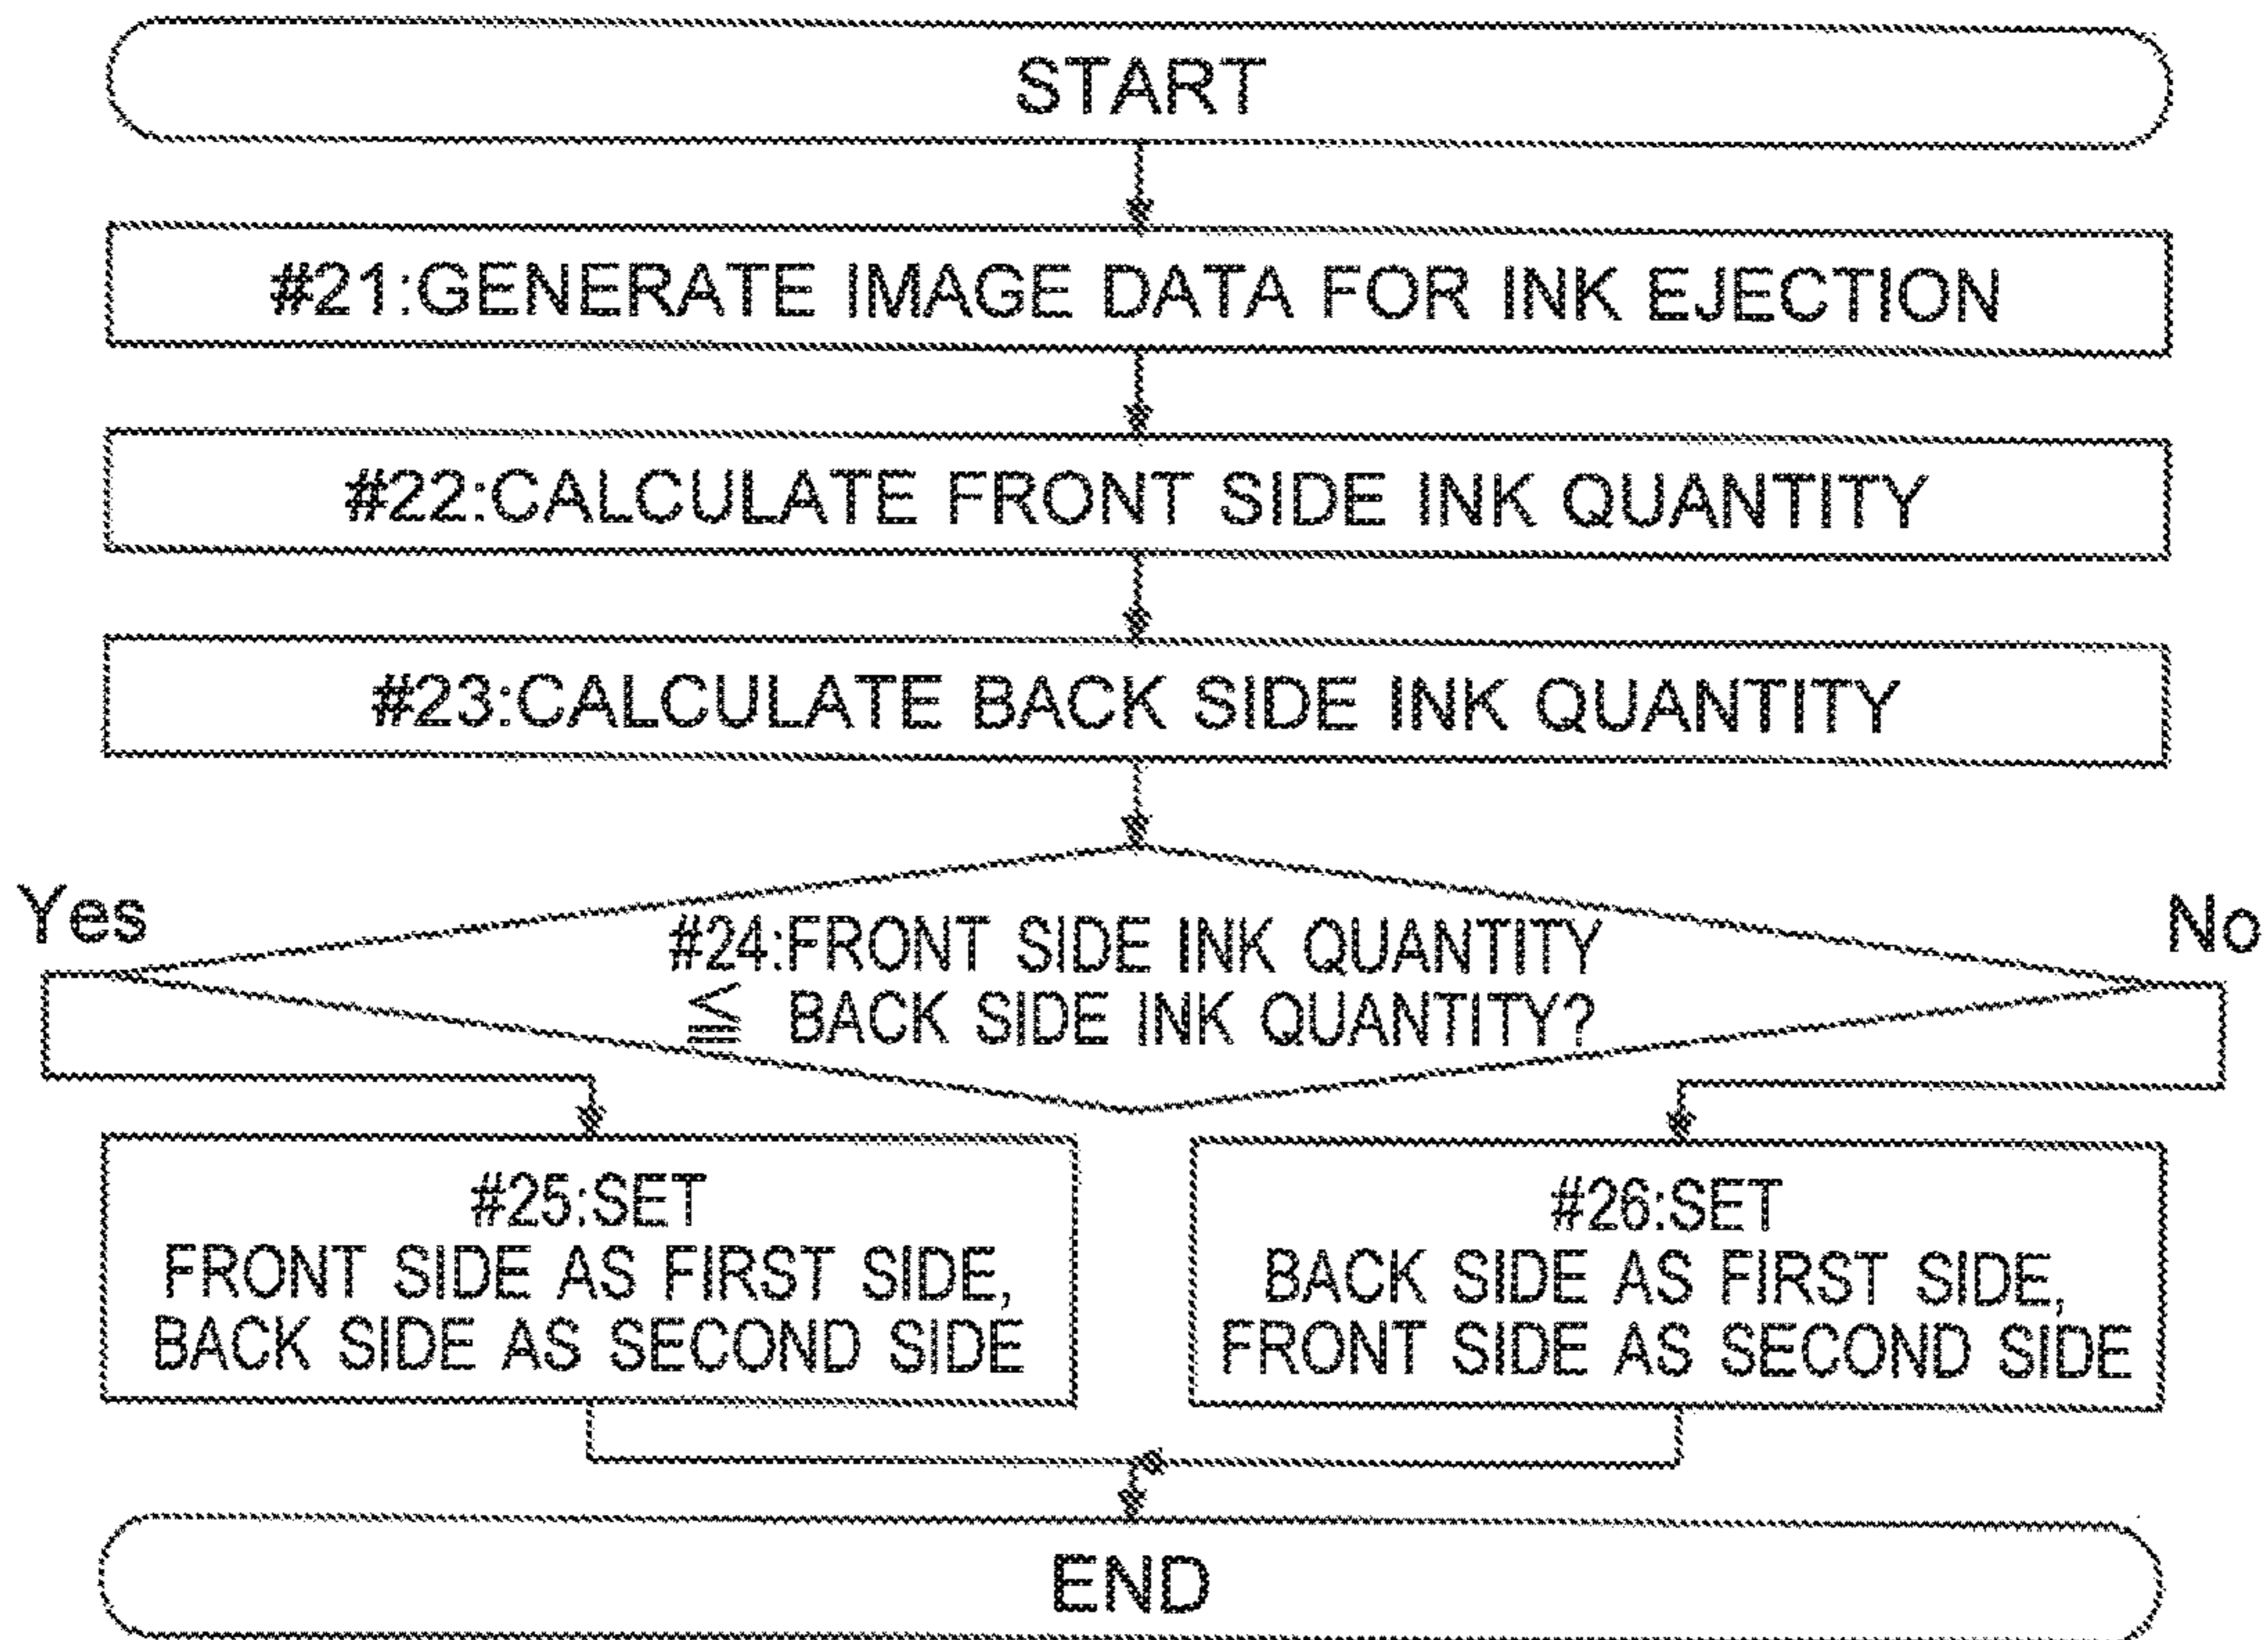 START
#21:GENERATE IMAGE DATA FOR INK EJECTION
#22:CALCULATE FRONT SIDE INK QUANTITY
#23:CALCULATE BACK SIDE INK QUANTITY
Yes
No
#24:FRONT SIDE INK QUANTITY
≦ BACK SIDE INK QUANTITY?
#25:SET
FRONT SIDE AS FIRST SIDE,
BACK SIDE AS SECOND SIDE
#26:SET
BACK SIDE AS FIRST SIDE,
FRONT SIDE AS SECOND SIDE
END